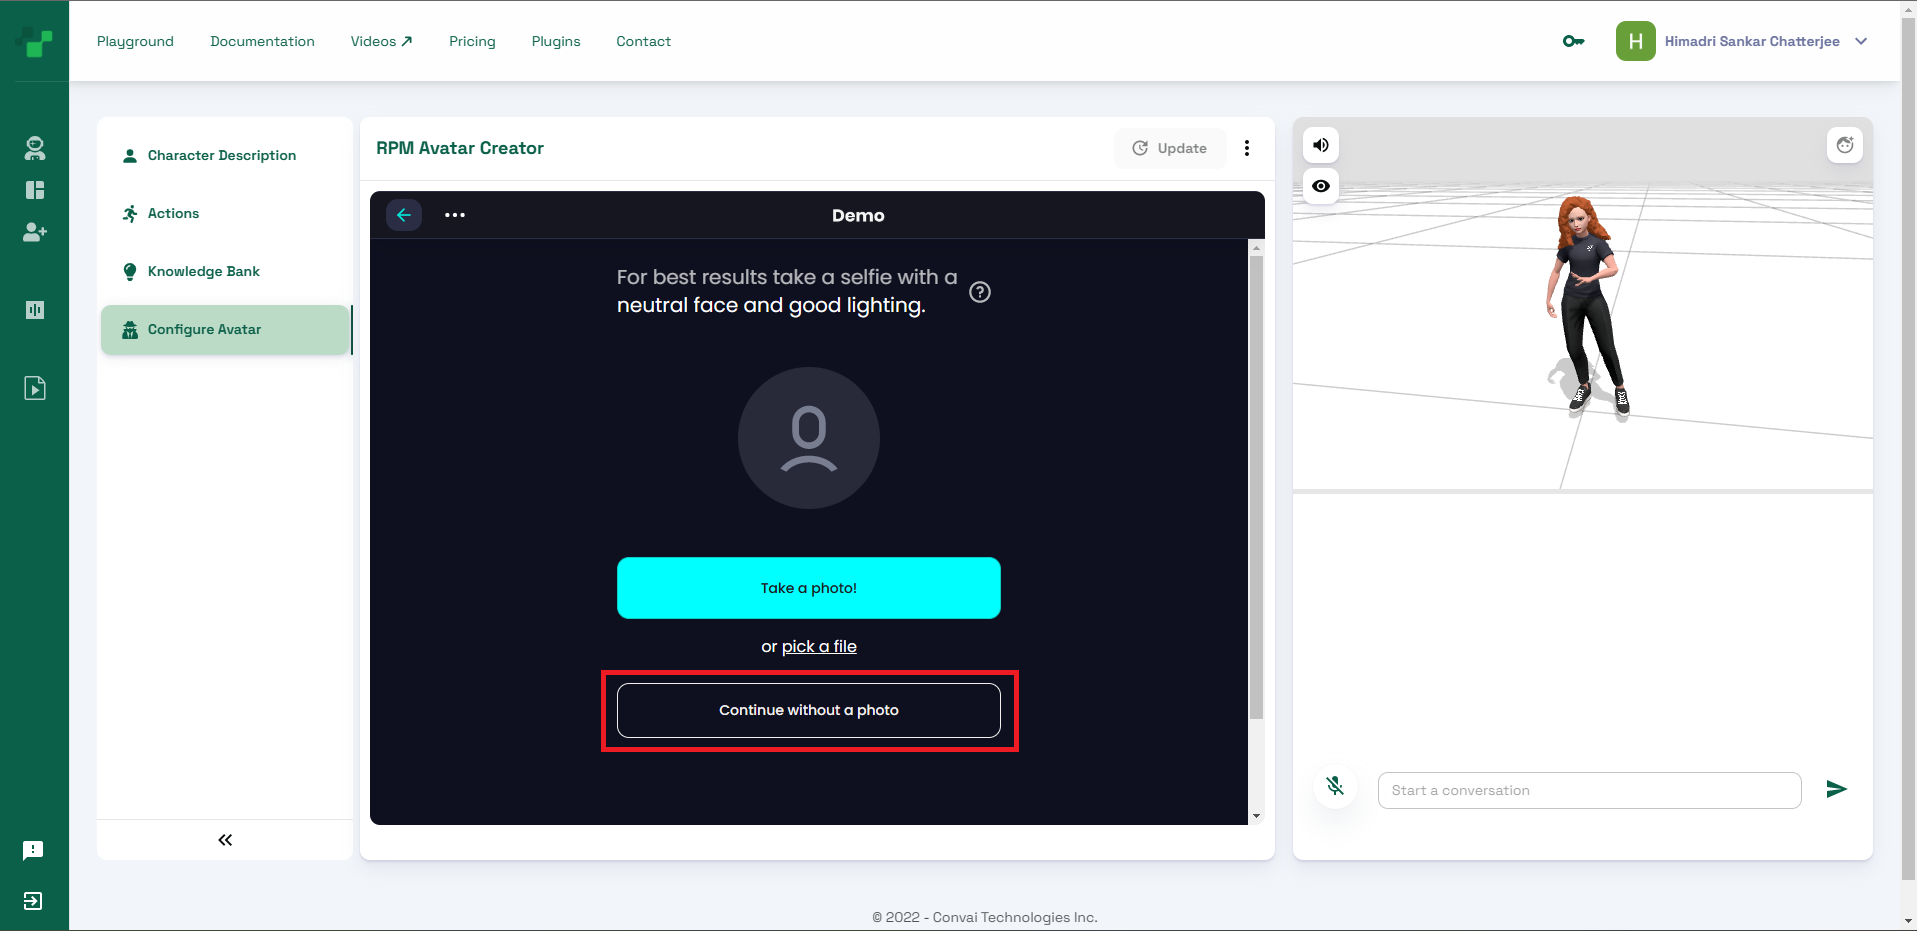 Playground Documentation Videos Pricing Plugins Contact
H Himadri Sankar Chatterjee
Character Description
Actions
Knowledge Bank
Configure Avatar
RPM Avatar Creator
Update
Demo
For best results take a selfie with a
neutral face and good lighting.
?
Take a photo!
or pick a file
Continue without a photo
Start a conversation
© 2022 - Convai Technologies Inc.